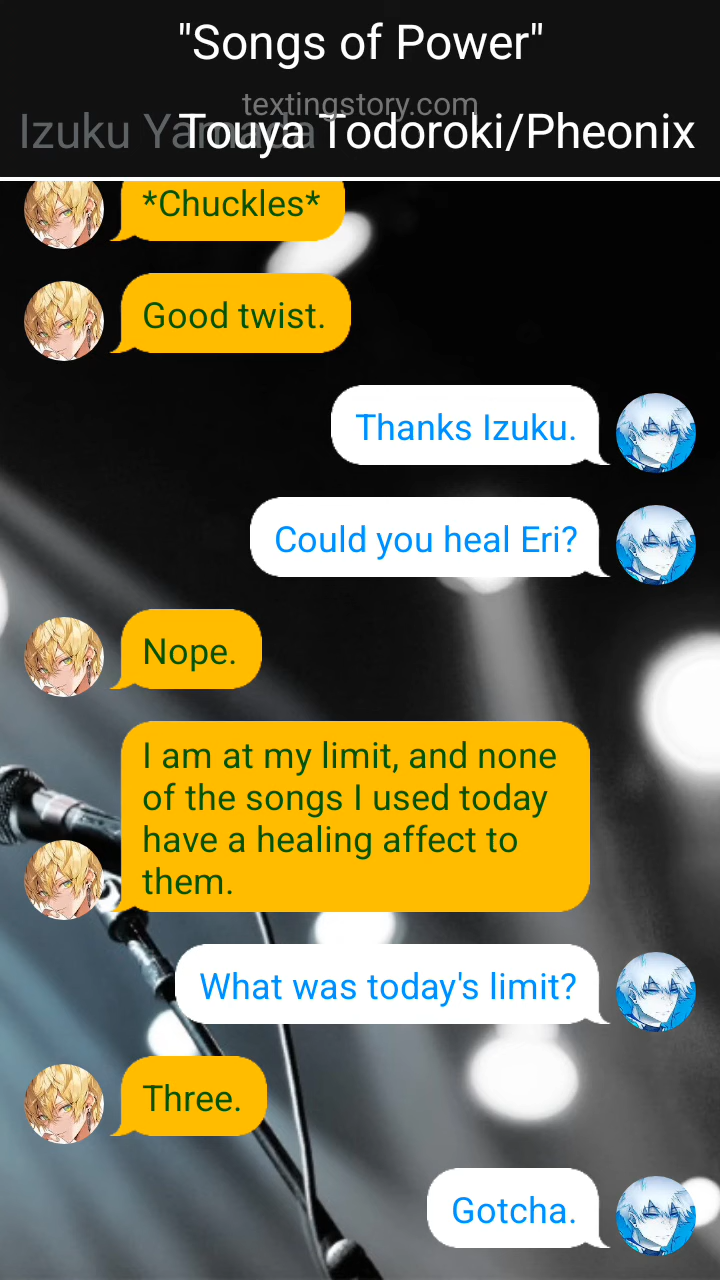 "Songs of Power"
textingstory.com
Izuku Yamada
Touya Todoroki/Pheonix
*Chuckles*
Good twist.
Thanks Izuku.
Could you heal Eri?
Nope.
I am at my limit, and none
of the songs I used today
have a healing affect to
them.
What was today's limit?
Three.
Gotcha.